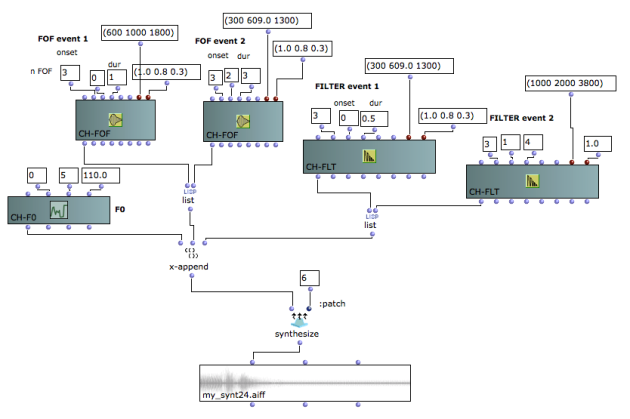 (600 1000 1800)
(300 609.0 1300)
FOF event 1
FOF event 2
onset
dur
n FOF
3
0
1
(1.0 0.8 0.3)
onset
dur
3
2
3
(1.0 0.8 0.3)
(300 609.0 1300)
FILTER event 1
onset
dur
3
0
0.5
(1.0 0.8 0.3)
(1000 2000 3800)
FILTER event 2
3
1
4
1.0
CH-FOF
CH-FOF
CH-FLT
CH-FLT
0
5
110.0
CH-F0
F0
LISP
list
LISP
list
(()
())
x-append
6
:patch
synthesize
my_synt24.aiff